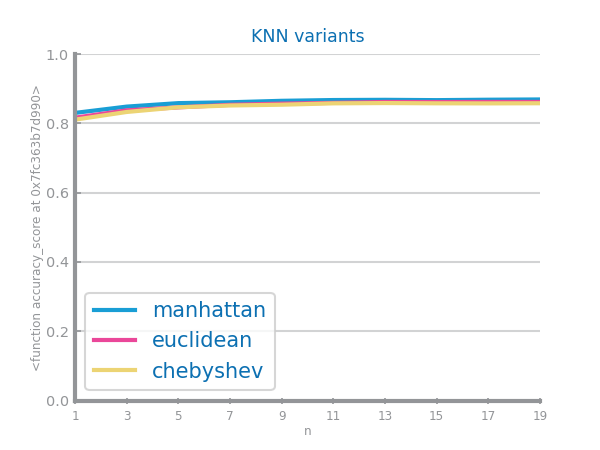 KNN variants
<function accuracy_score at 0x7fc363b7d990>
1.0
0.8
0.6
0.4
0.2
0.0
manhattan
euclidean
chebyshev
1 3 5 7 9 11 13 15 17 19
n